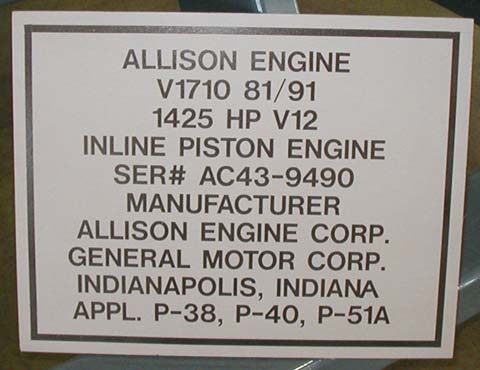 ALLISON ENGINE
V1710 81/91
1425 HP V12
INLINE PISTON ENGINE
SER# AC43-9490
MANUFACTURER
ALLISON ENGINE CORP.
GENERAL MOTOR CORP.
INDIANAPOLIS, INDIANA
APPL. P-38, P-40, P-51A